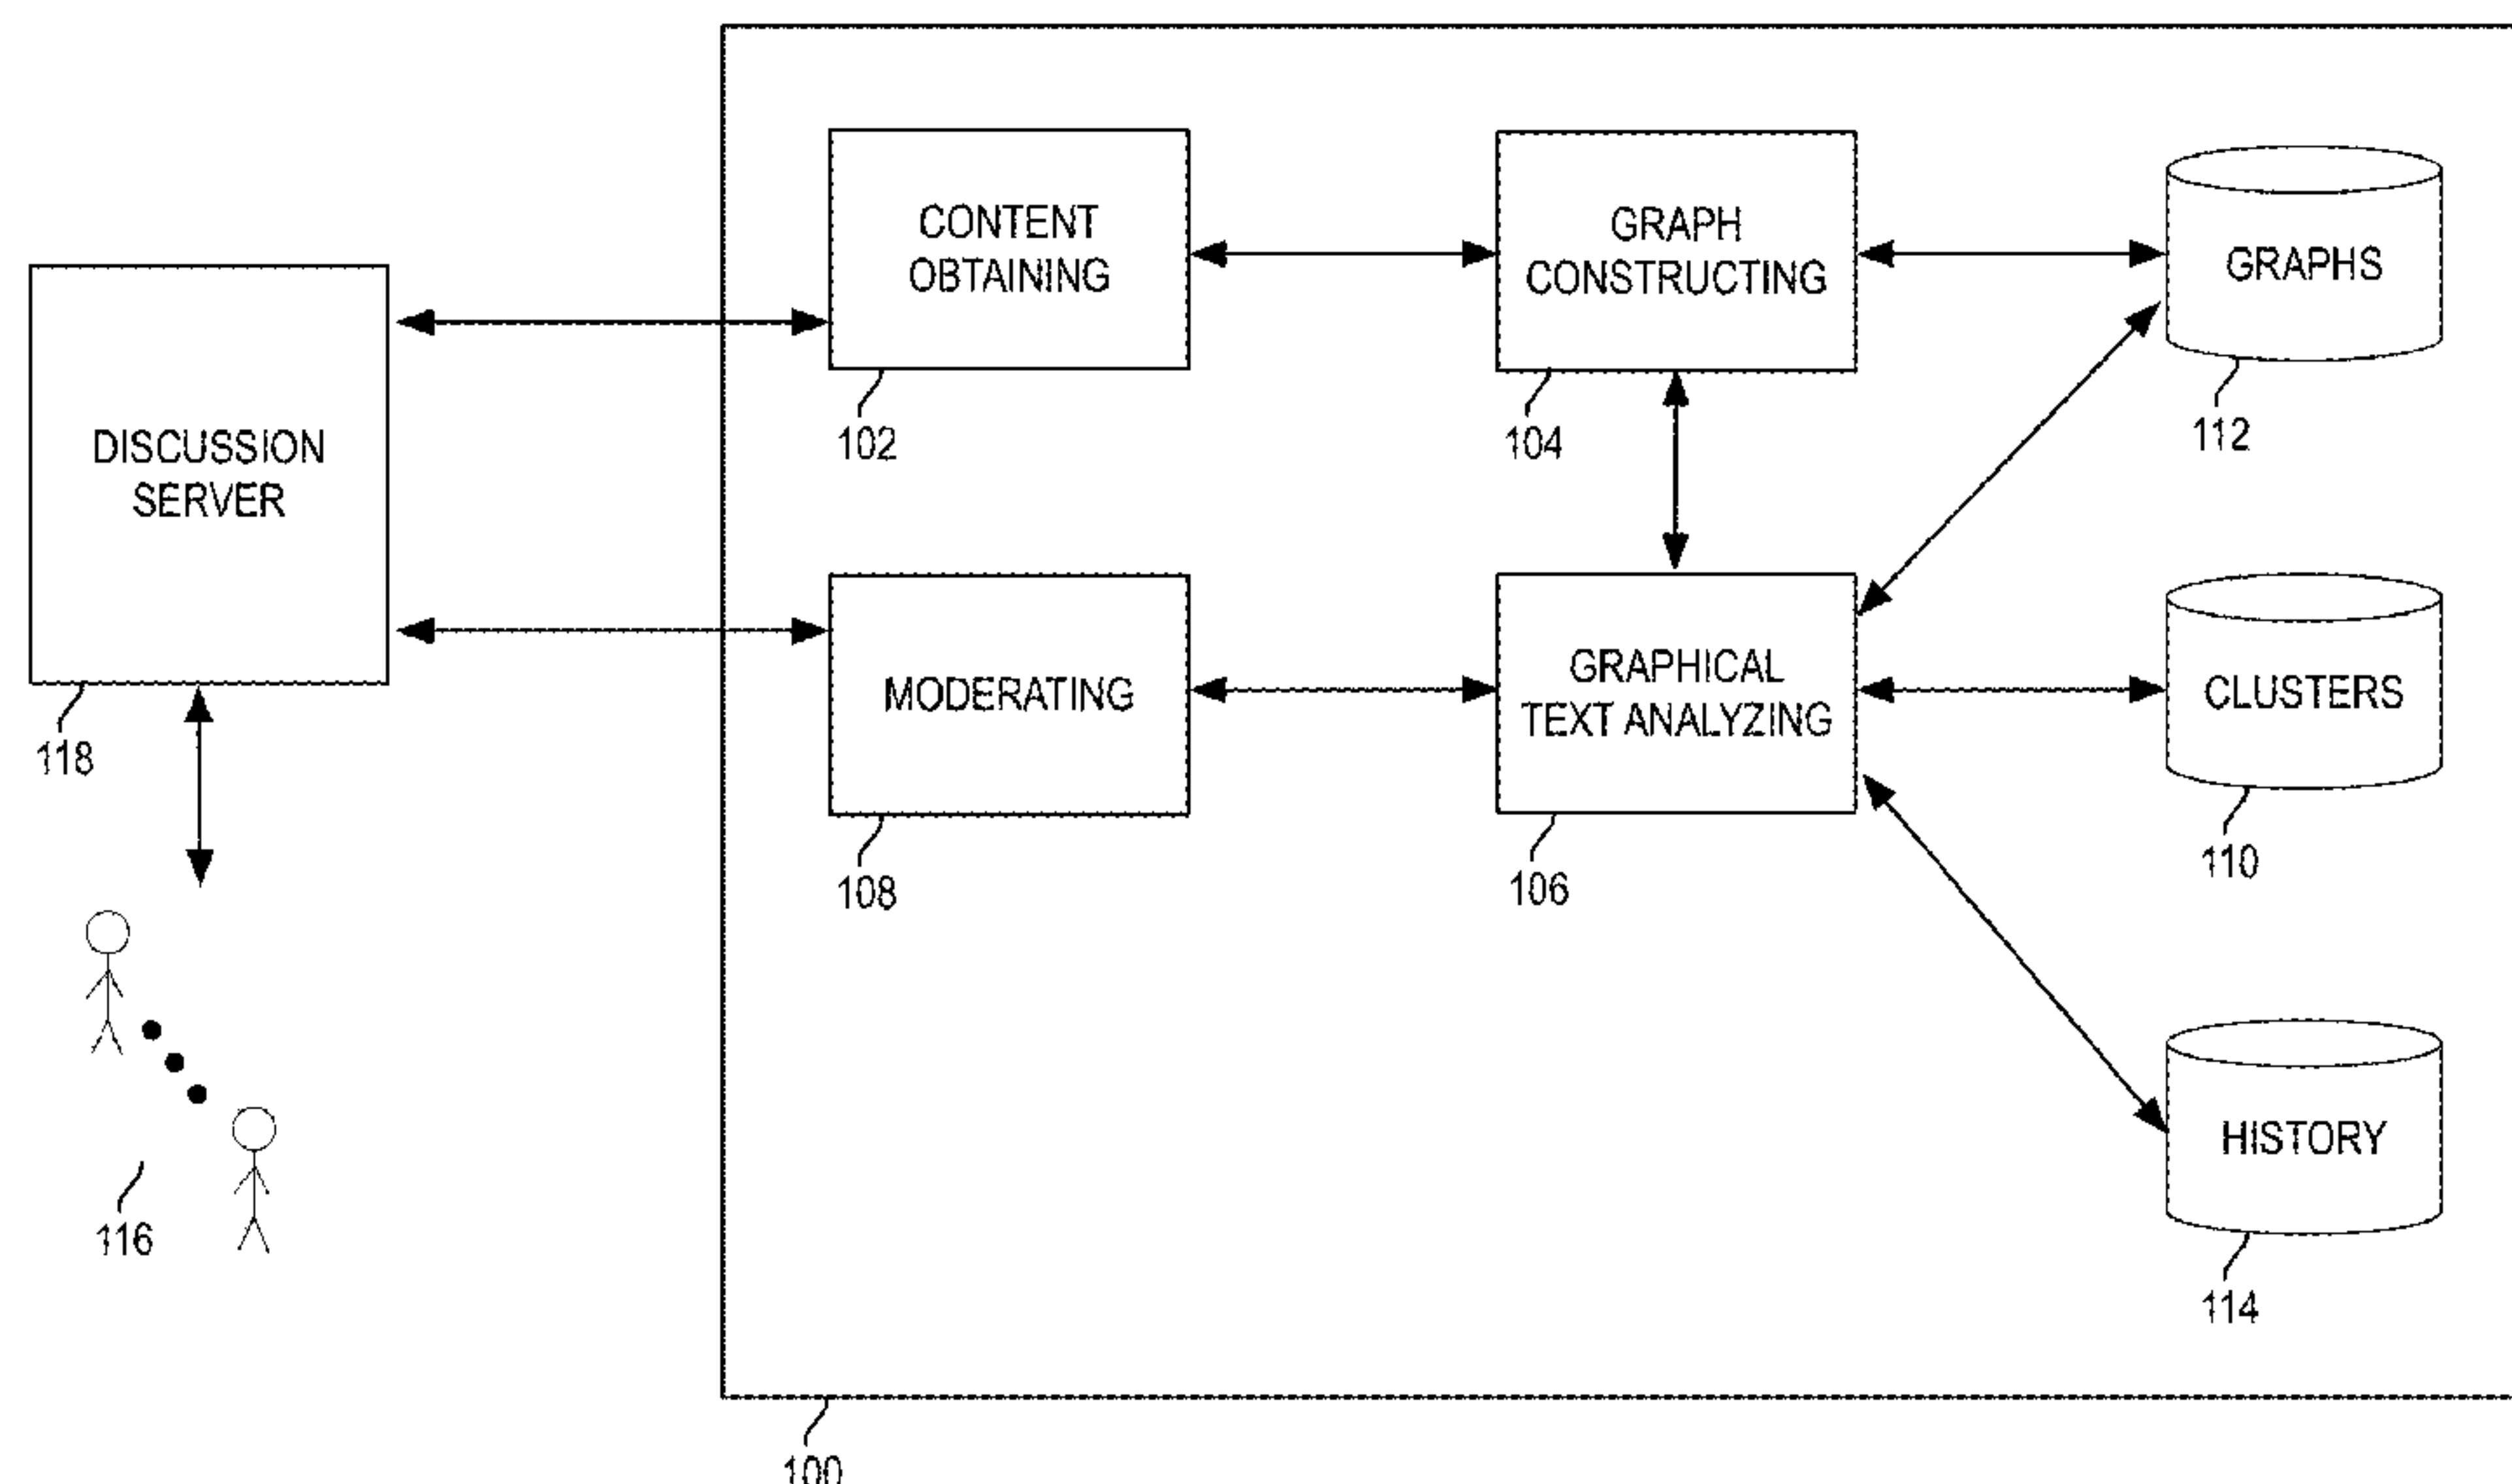 CONTENT
OBTAINING
102
GRAPH
CONSTRUCTING
104
GRAPHS
112
DISCUSSION
SERVER
118
MODERATING
108
GRAPHICAL
TEXT ANALYZING
106
CLUSTERS
110
HISTORY
114
116
100